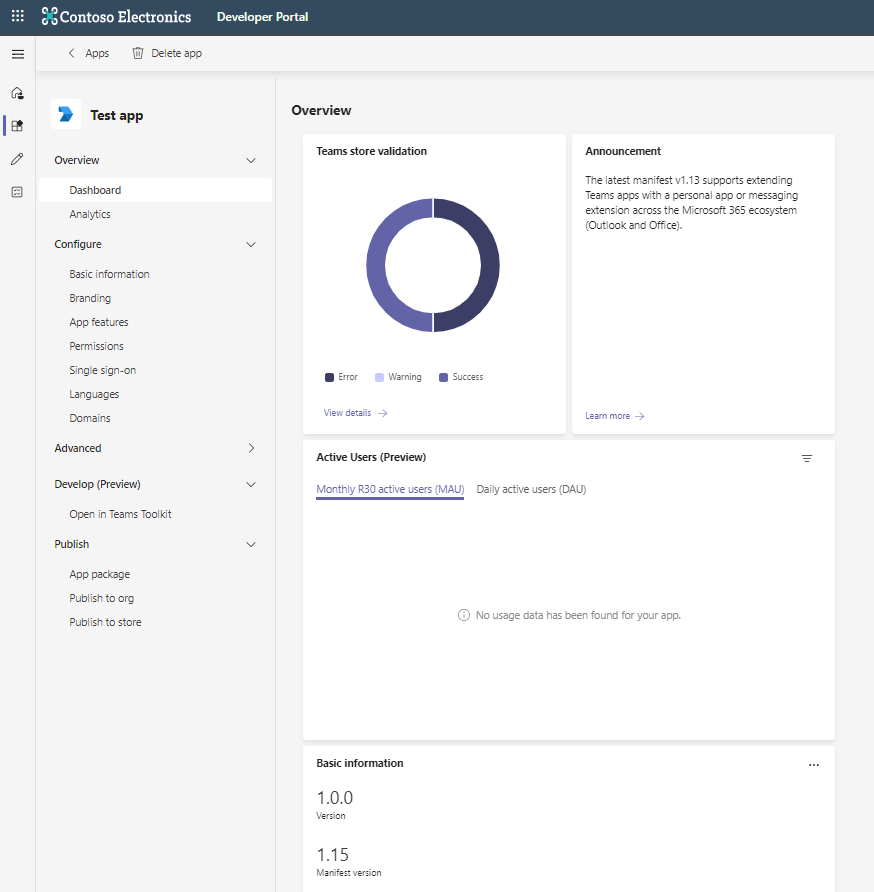 Contoso Electronics
Developer Portal
Apps
Delete app
Test app
Overview
Dashboard
Analytics
Configure
Basic information
Branding
App features
Permissions
Single sign-on
Languages
Domains
Advanced
Develop (Preview)
Open in Teams Toolkit
Publish
App package
Publish to org
Publish to store
Overview
Teams store validation
Error
Warning
Success
View details
Announcement
The latest manifest v1.13 supports extending
Teams apps with a personal app or messaging
extension across the Microsoft 365 ecosystem
(Outlook and Office).
Learn more
Active Users (Preview)
Monthly R30 active users (MAU)
Daily active users (DAU)
No usage data has been found for your app.
Basic information
1.0.0
Version
1.15
Manifest version